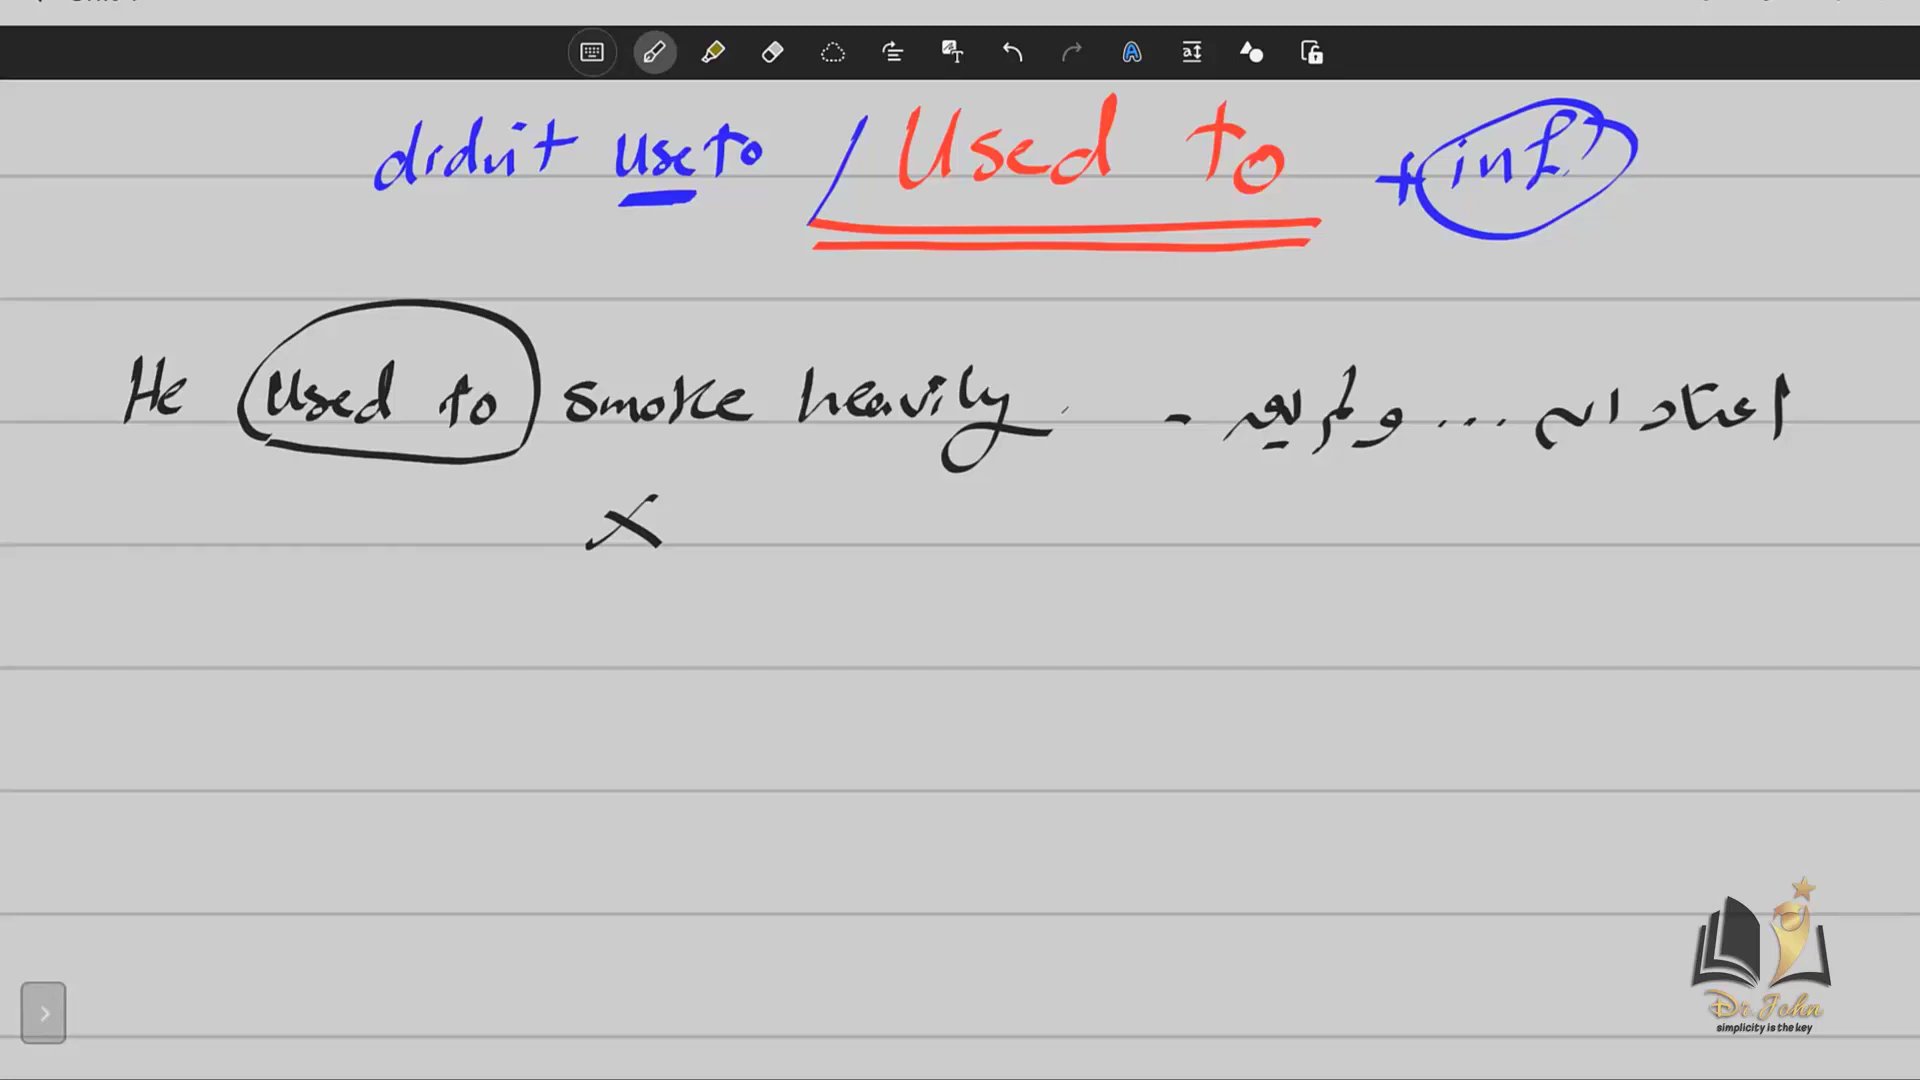 didn't use to / Used to + inf.
He used to smoke heavily. اعتاد ان ... و لم يعد -
X
Dr. John
simplicity is the key